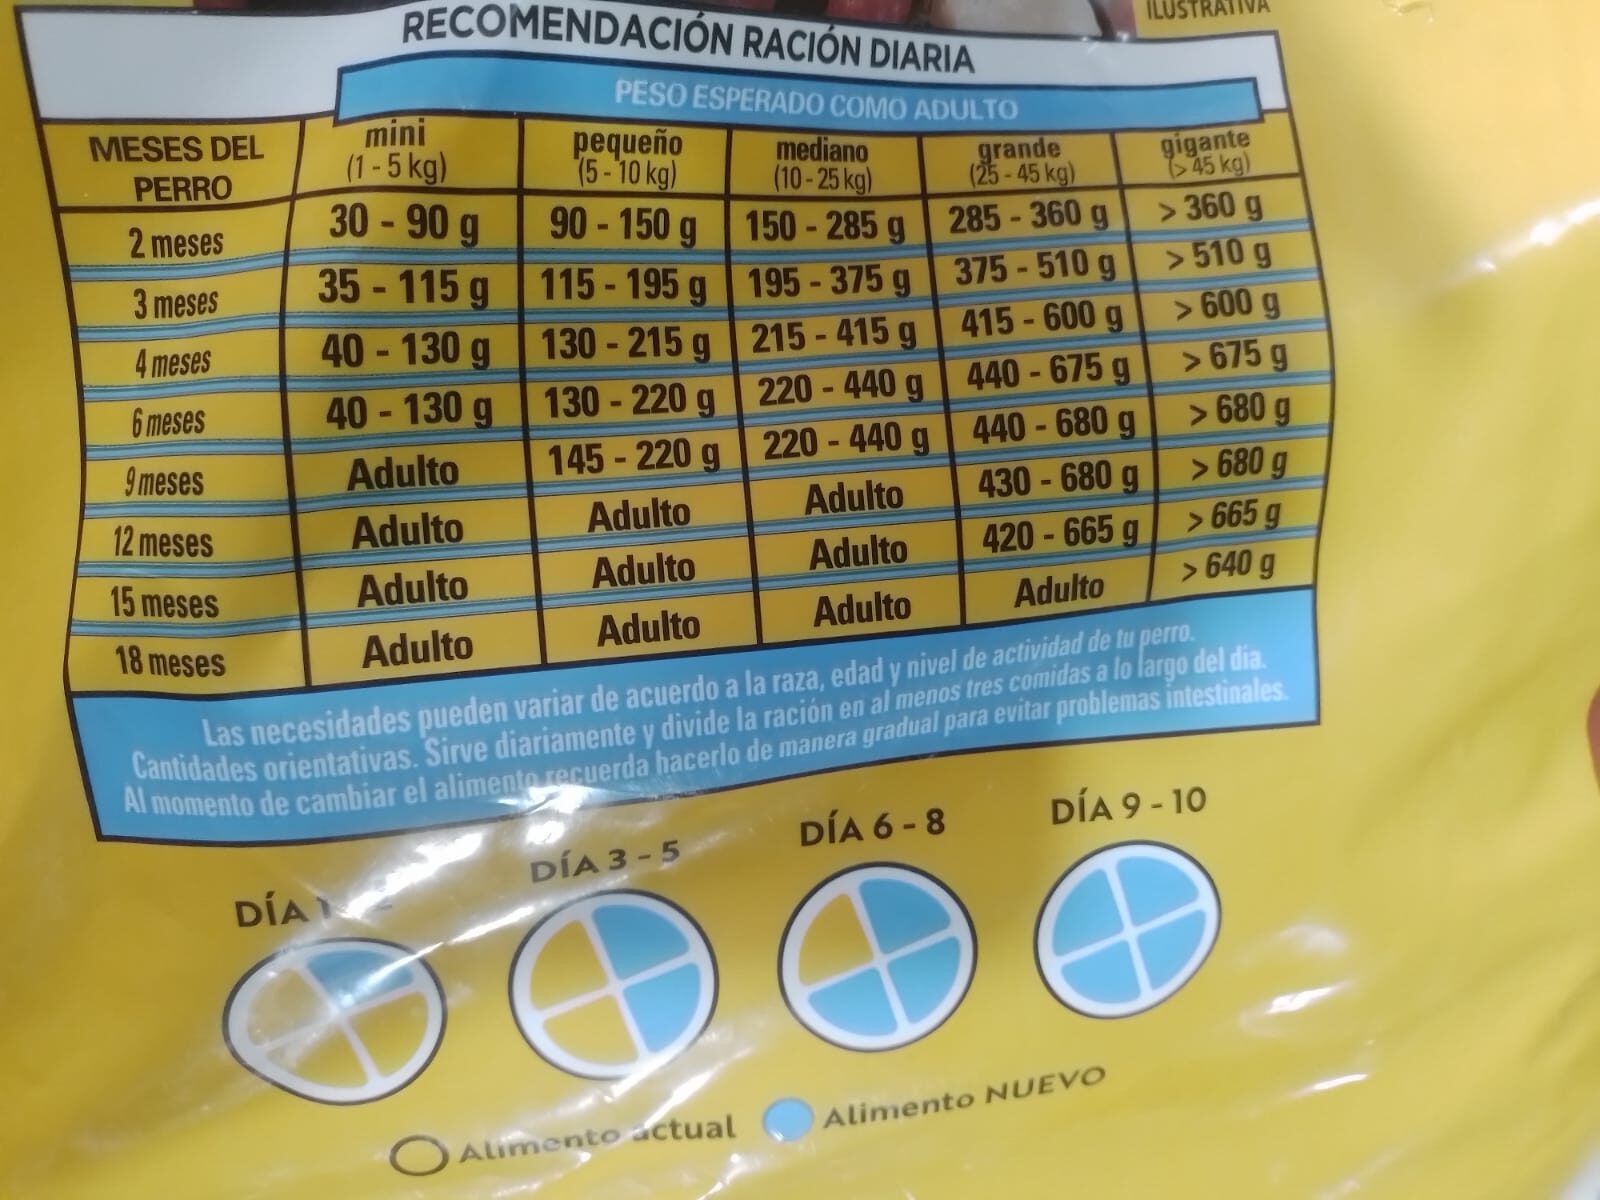 ILUSTRATIVA
RECOMENDACIÓN RACIÓN DIARIA
PESO ESPERADO COMO ADULTO
MESES DEL PERRO mini (1 - 5 kg) pequeño (5 - 10 kg) mediano (10 - 25 kg) grande (25 - 45 kg) gigante (> 45 kg)
2 meses 30 - 90 g 90 - 150 g 150 - 285 g 285 - 360 g > 360 g
3 meses 35 - 115 g 115 - 195 g 195 - 375 g 375 - 510 g > 510 g
4 meses 40 - 130 g 130 - 215 g 215 - 415 g 415 - 600 g > 600 g
6 meses 40 - 130 g 130 - 220 g 220 - 440 g 440 - 675 g > 675 g
9 meses Adulto 145 - 220 g 220 - 440 g 440 - 680 g > 680 g
12 meses Adulto Adulto Adulto 430 - 680 g > 680 g
15 meses Adulto Adulto Adulto 420 - 665 g > 665 g
18 meses Adulto Adulto Adulto Adulto > 640 g
Las necesidades pueden variar de acuerdo a la raza, edad y nivel de actividad de tu perro.
Cantidades orientativas. Sirve diariamente y divide la ración en al menos tres comidas a lo largo del día.
Al momento de cambiar el alimento recuerda hacerlo de manera gradual para evitar problemas intestinales.
DÍA DÍA 3 - 5 DÍA 6 - 8 DÍA 9 - 10
Alimento actual Alimento NUEVO